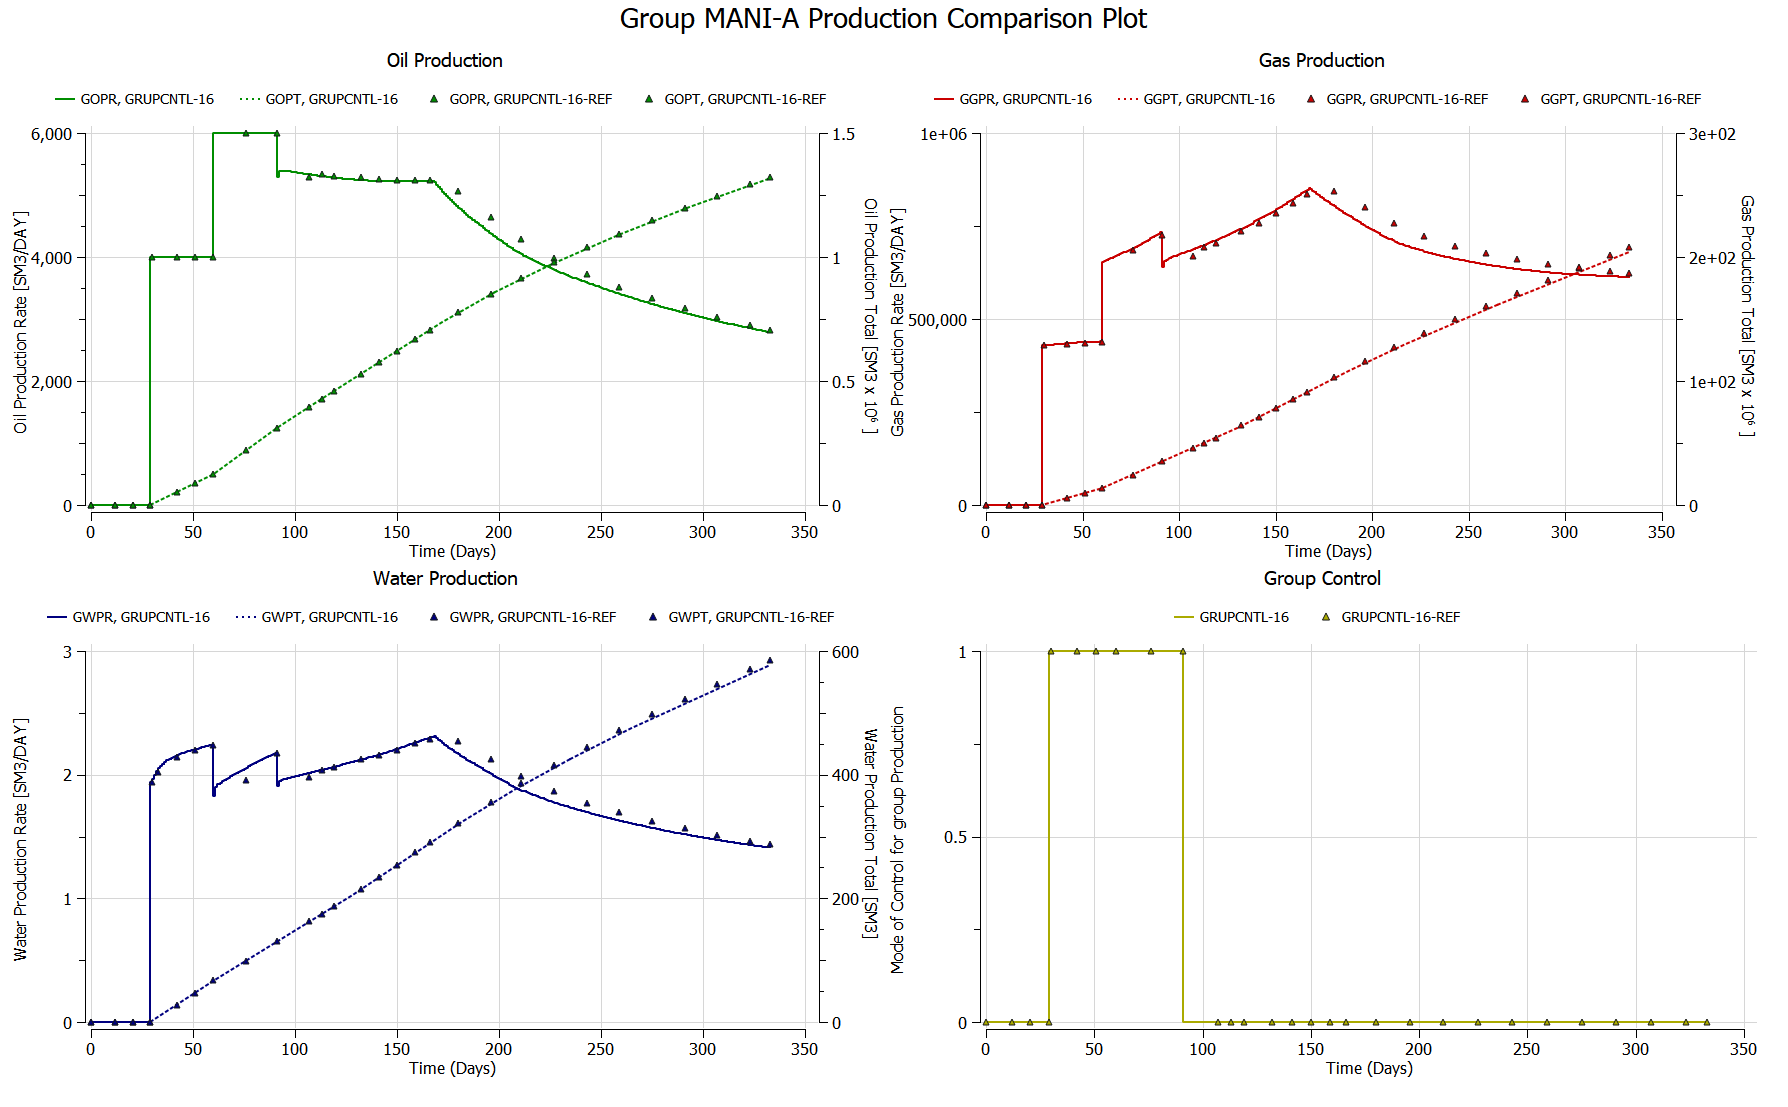 Group MANI-A Production Comparison Plot
Oil Production
GOPR, GRUPCNTL-16 GOPT, GRUPCNTL-16 GOPR, GRUPCNTL-16-REF GOPT, GRUPCNTL-16-REF
6,000
4,000
2,000
0
Oil Production Rate [SM3/DAY]
1.5
1
0.5
0
Oil Production Total [SM3 x 10⁶ ]
0 50 100 150 200 250 300 350
Time (Days)
Gas Production
GGPR, GRUPCNTL-16 GGPT, GRUPCNTL-16 GGPR, GRUPCNTL-16-REF GGPT, GRUPCNTL-16-REF
1e+06
500,000
0
Gas Production Rate [SM3/DAY]
3e+02
2e+02
1e+02
0
Gas Production Total [SM3 x 10⁶ ]
0 50 100 150 200 250 300 350
Time (Days)
Water Production
GWPR, GRUPCNTL-16 GWPT, GRUPCNTL-16 GWPR, GRUPCNTL-16-REF GWPT, GRUPCNTL-16-REF
3
2
1
0
Water Production Rate [SM3/DAY]
600
400
200
0
Water Production Total [SM3]
0 50 100 150 200 250 300 350
Time (Days)
Group Control
GRUPCNTL-16 GRUPCNTL-16-REF
1
0.5
0
Mode of Control for group Production
0 50 100 150 200 250 300 350
Time (Days)